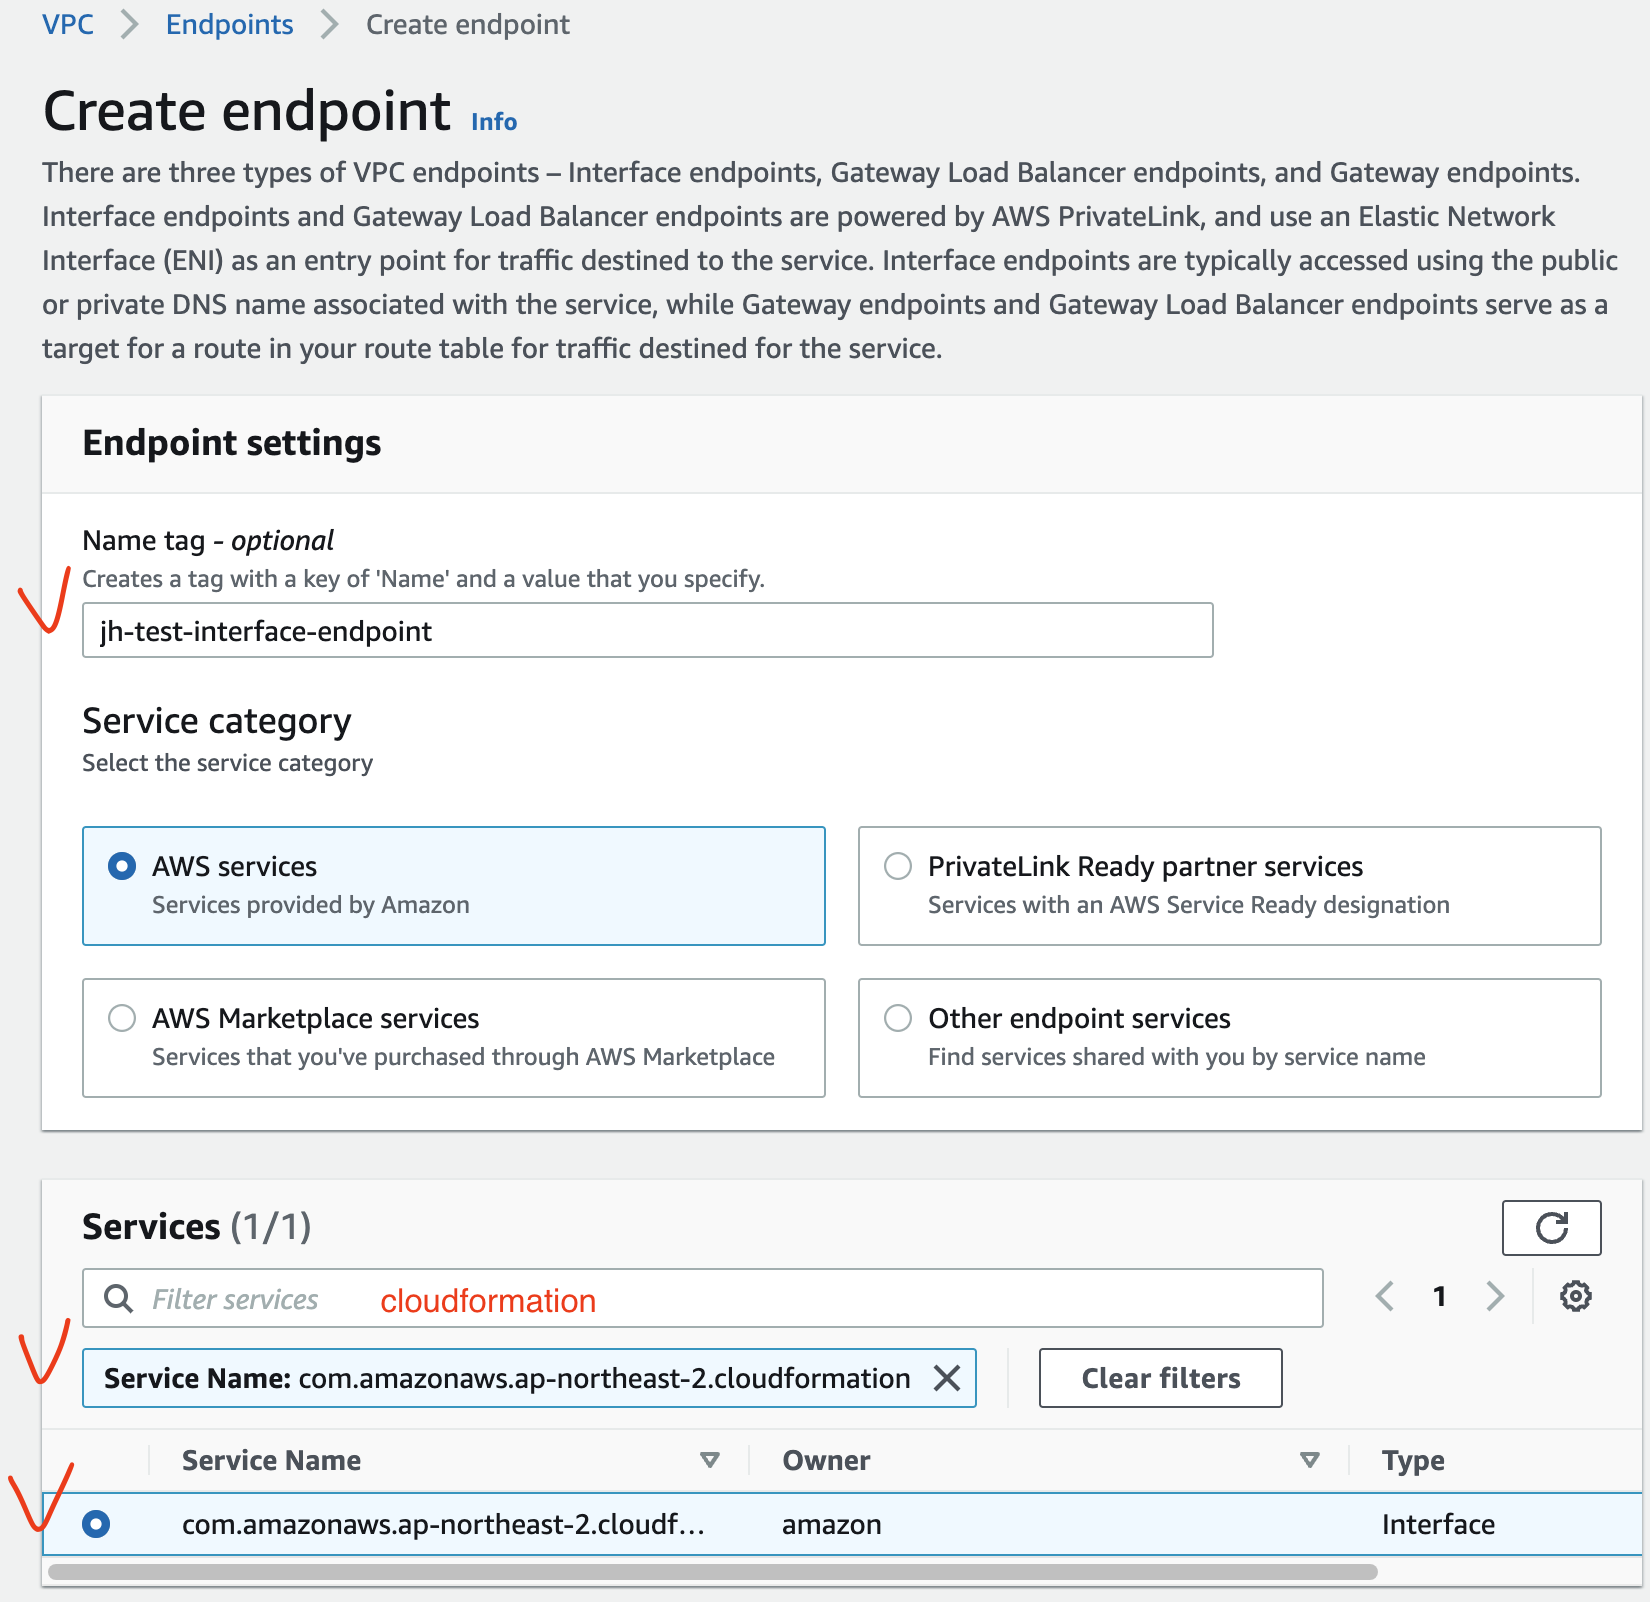 VPC > Endpoints > Create endpoint
Create endpoint Info
There are three types of VPC endpoints – Interface endpoints, Gateway Load Balancer endpoints, and Gateway endpoints.
Interface endpoints and Gateway Load Balancer endpoints are powered by AWS PrivateLink, and use an Elastic Network
Interface (ENI) as an entry point for traffic destined to the service. Interface endpoints are typically accessed using the public
or private DNS name associated with the service, while Gateway endpoints and Gateway Load Balancer endpoints serve as a
target for a route in your route table for traffic destined for the service.
Endpoint settings
Name tag - optional
Creates a tag with a key of 'Name' and a value that you specify.
jh-test-interface-endpoint
Service category
Select the service category
AWS services
Services provided by Amazon
PrivateLink Ready partner services
Services with an AWS Service Ready designation
AWS Marketplace services
Services that you've purchased through AWS Marketplace
Other endpoint services
Find services shared with you by service name
Services (1/1)
Filter services cloudformation
1
Service Name: com.amazonaws.ap-northeast-2.cloudformation
Clear filters
Service Name Owner Type
com.amazonaws.ap-northeast-2.cloudf... amazon Interface